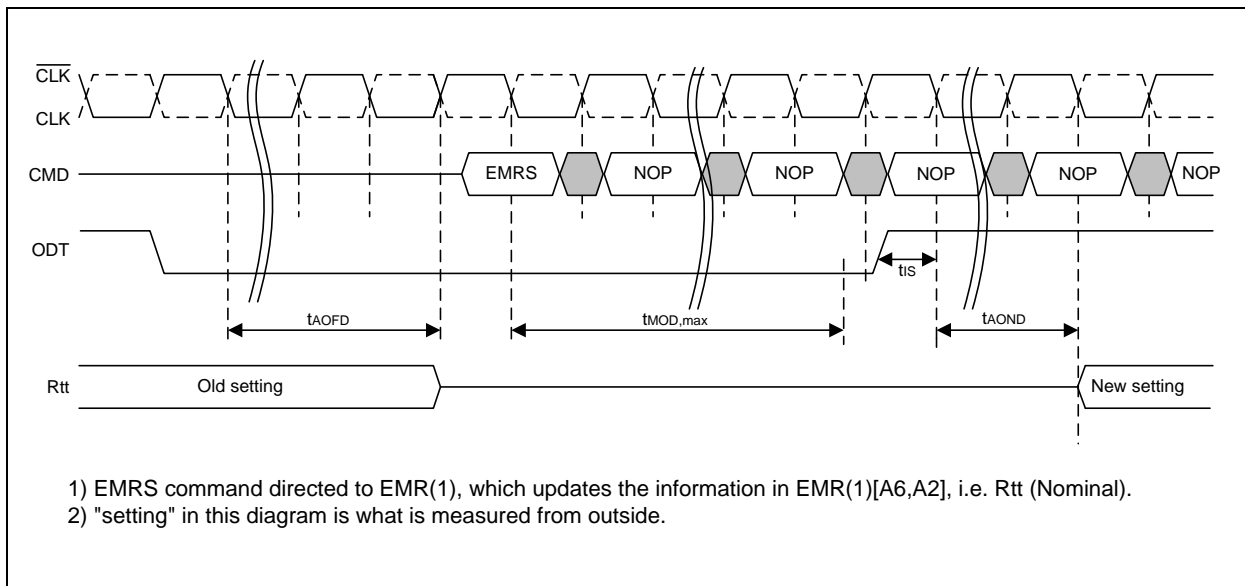 CLK
CLK
CMD EMRS NOP NOP NOP NOP NOP
ODT
tIS
tAOFD tMOD,max tAOND
Rtt Old setting New setting
1) EMRS command directed to EMR(1), which updates the information in EMR(1)[A6,A2], i.e. Rtt (Nominal).
2) "setting" in this diagram is what is measured from outside.